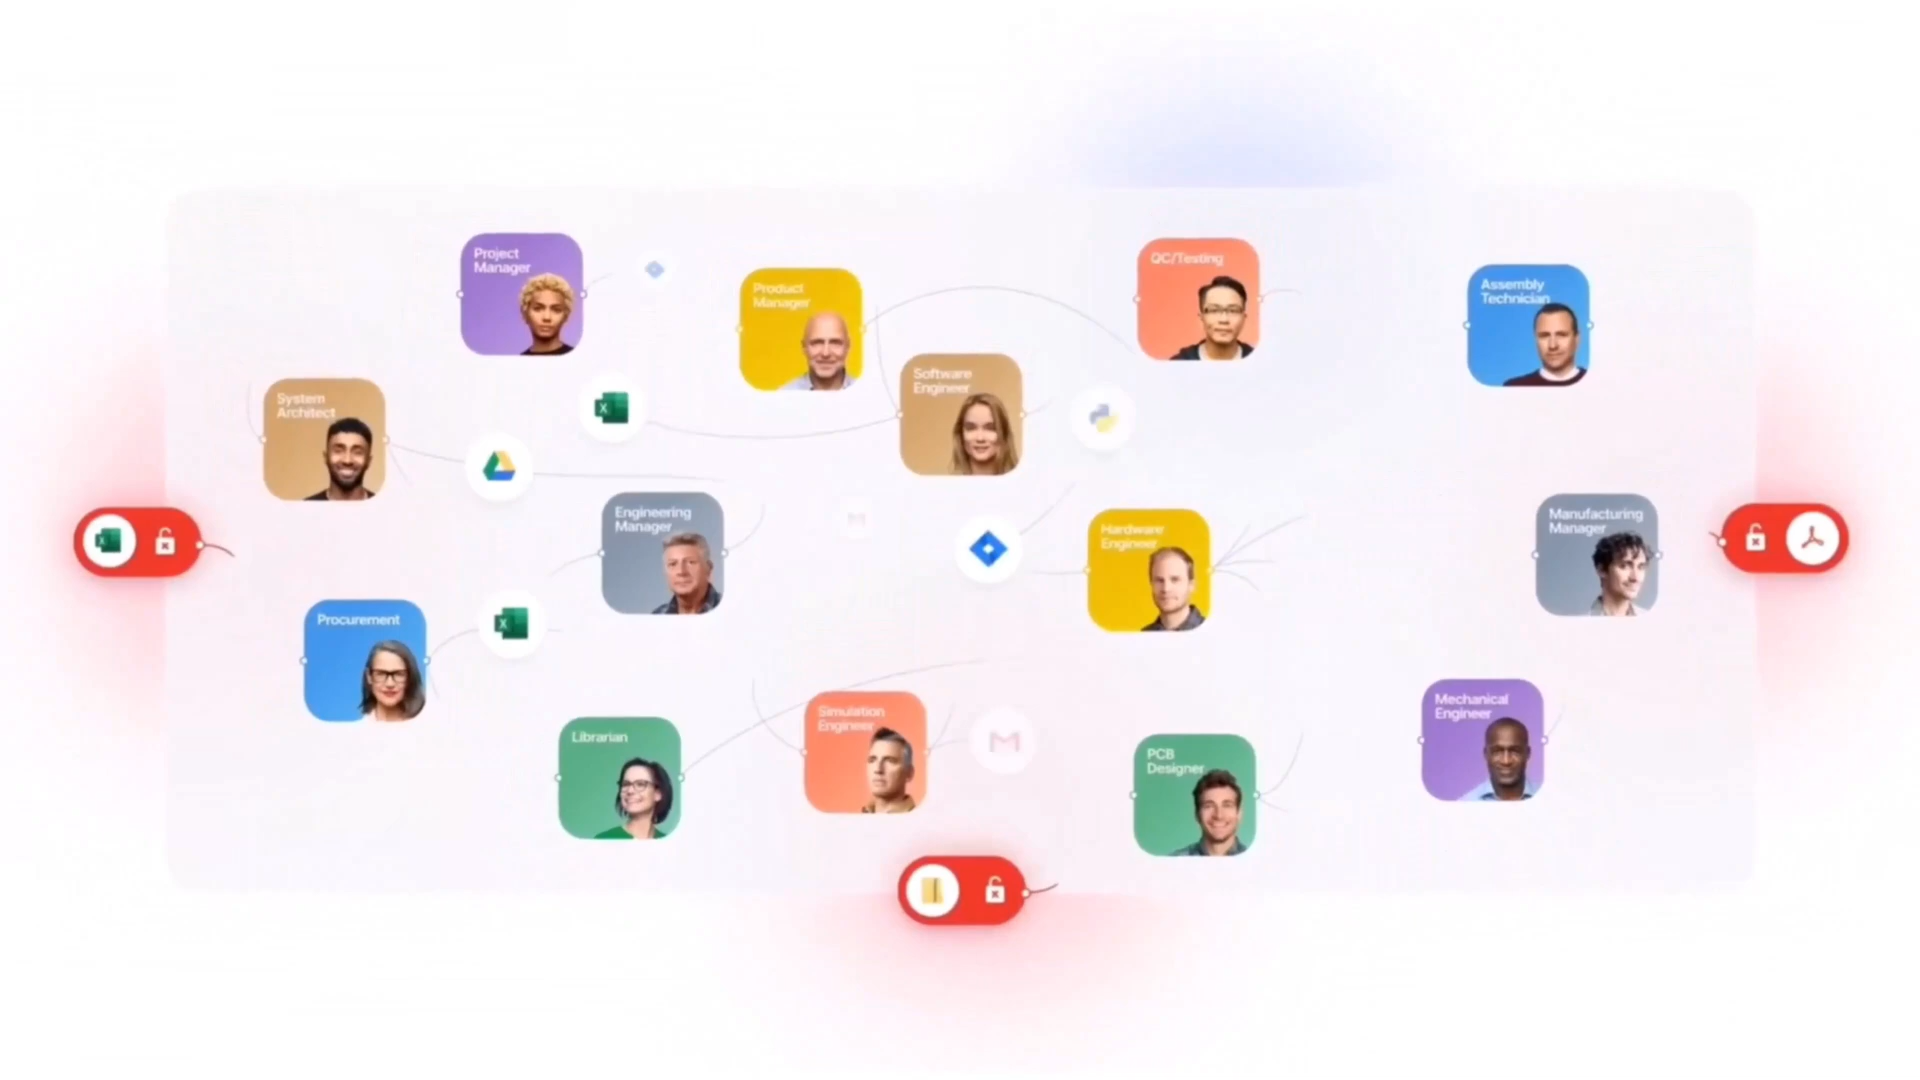 Project
Manager
Product
Manager
QC/Testing
Assembly
Technician
System
Architect
Software
Engineer
Engineering
Manager
Hardware
Engineer
Manufacturing
Manager
Procurement
Librarian
Simulation
Engineer
PCB
Designer
Mechanical
Engineer